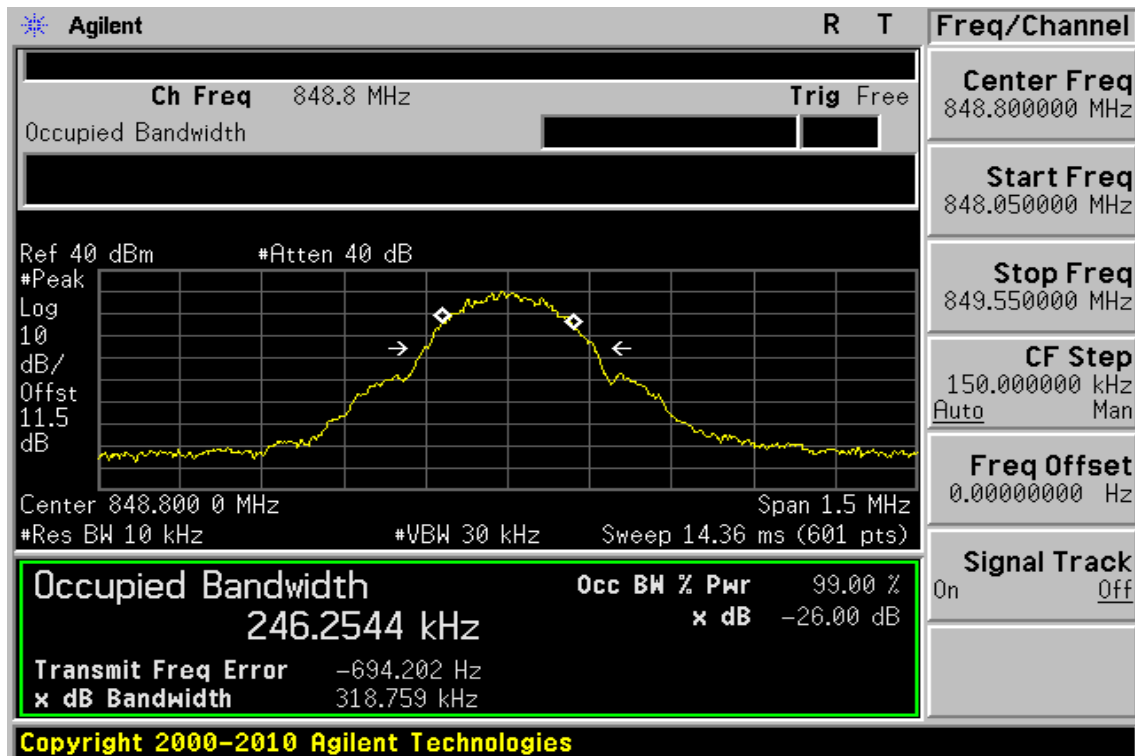 Agilent R T Freq/Channel
Ch Freq 848.8 MHz Trig Free
Occupied Bandwidth
Center Freq
848.800000 MHz
Start Freq
848.050000 MHz
Stop Freq
849.550000 MHz
CF Step
150.000000 kHz
Auto Man
Freq Offset
0.00000000 Hz
Signal Track
On Off
Ref 40 dBm #Atten 40 dB
#Peak
Log
10
dB/
Offst
11.5
dB
Center 848.800 0 MHz Span 1.5 MHz
#Res BW 10 kHz #VBW 30 kHz Sweep 14.36 ms (601 pts)
Occupied Bandwidth Occ BW % Pwr 99.00 %
246.2544 kHz x dB -26.00 dB
Transmit Freq Error -694.202 Hz
x dB Bandwidth 318.759 kHz
Copyright 2000-2010 Agilent Technologies